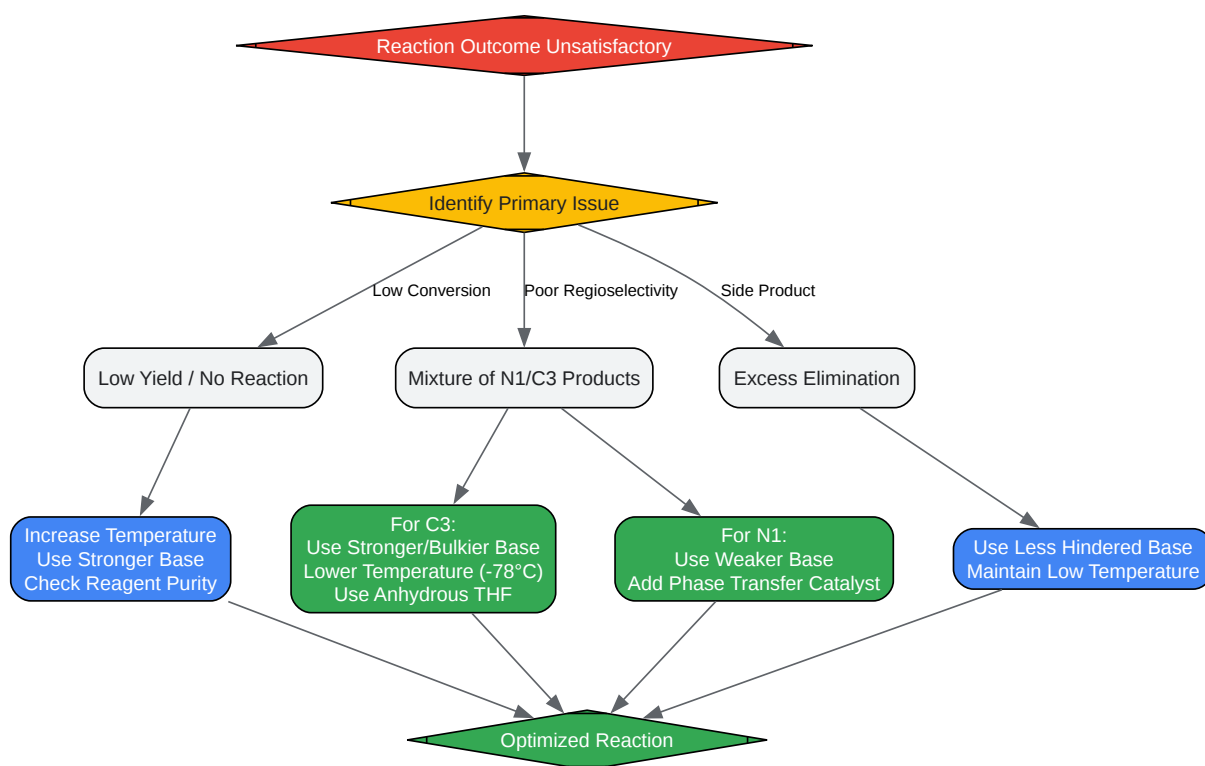 Reaction Outcome Unsatisfactory
Identify Primary Issue
Low Conversion
Poor Regioselectivity
Side Product
Low Yield / No Reaction
Mixture of N1/C3 Products
Excess Elimination
Increase Temperature
Use Stronger Base
Check Reagent Purity
For C3:
Use Stronger/Bulkier Base
Lower Temperature (-78°C)
Use Anhydrous THF
For N1:
Use Weaker Base
Add Phase Transfer Catalyst
Use Less Hindered Base
Maintain Low Temperature
Optimized Reaction